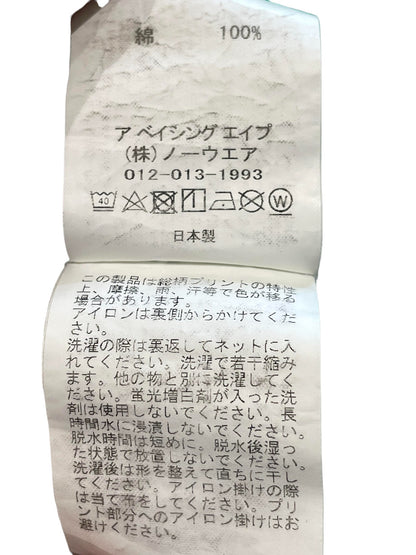 綿 100%
ア ベイシング エイプ
(株) ノーウエア
012-013-1993
40
W
日本製
この製品は総柄プリントの特性
上、摩擦、雨、汗等で色が移る
場合があります。
アイロンは裏側からかけてくだ
さい。
洗濯の際は裏返してネットに入
れてください。洗濯で若干縮み
ます。他の物と別に洗濯してく
ださい。蛍光増白剤が入った洗
剤は使用しないでください。長
時間水に浸漬しないでください。
脱水時間は短めに。脱水後湿っ
た状態で放置しないでください。
洗濯後は形を整えて直ちに干し
てください。アイロン掛けの際
は当て布をしてください。プリ
ント部分へのアイロン掛けはお
避けください。